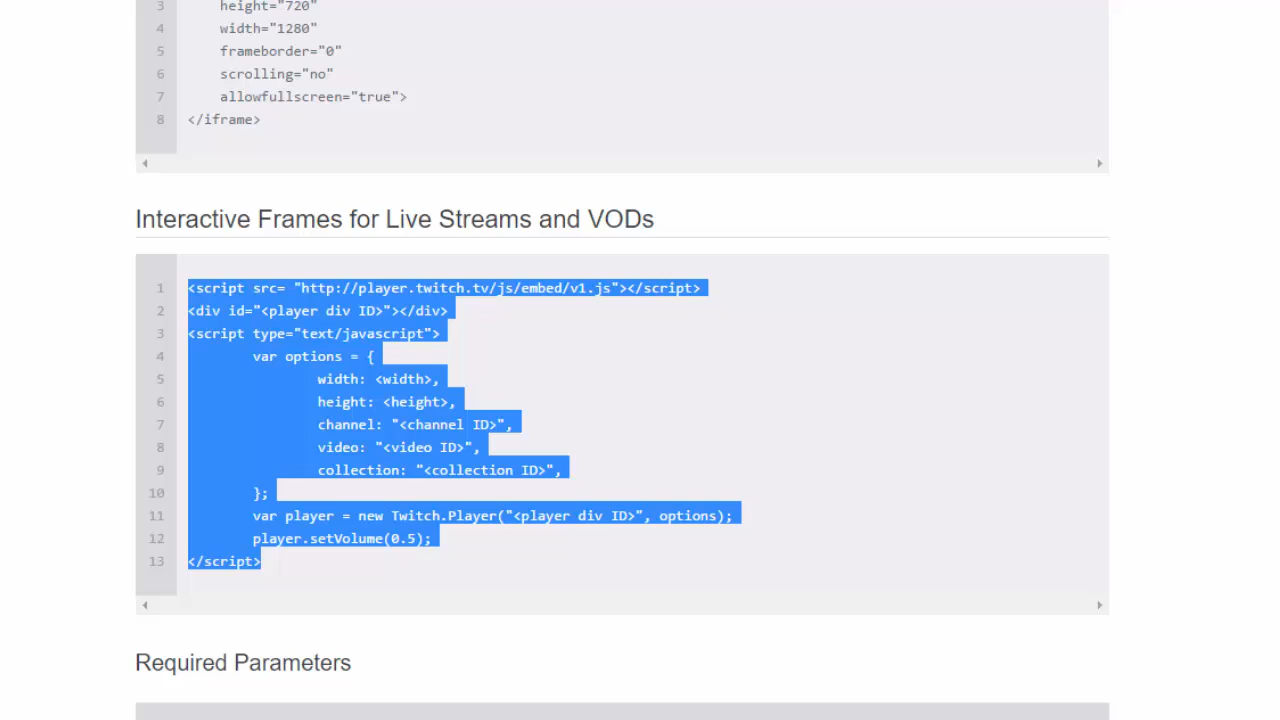 3 height="720"
4 width="1280"
5 frameborder="0"
6 scrolling="no"
7 allowfullscreen="true">
8 </iframe>
Interactive Frames for Live Streams and VODs
1 <script src= "http://player.twitch.tv/js/embed/v1.js"></script>
2 <div id="<player div ID>"></div>
3 <script type="text/javascript">
4 var options = {
5 width: <width>,
6 height: <height>,
7 channel: "<channel ID>",
8 video: "<video ID>",
9 collection: "<collection ID>",
10 };
11 var player = new Twitch.Player("<player div ID>", options);
12 player.setVolume(0.5);
13 </script>
Required Parameters